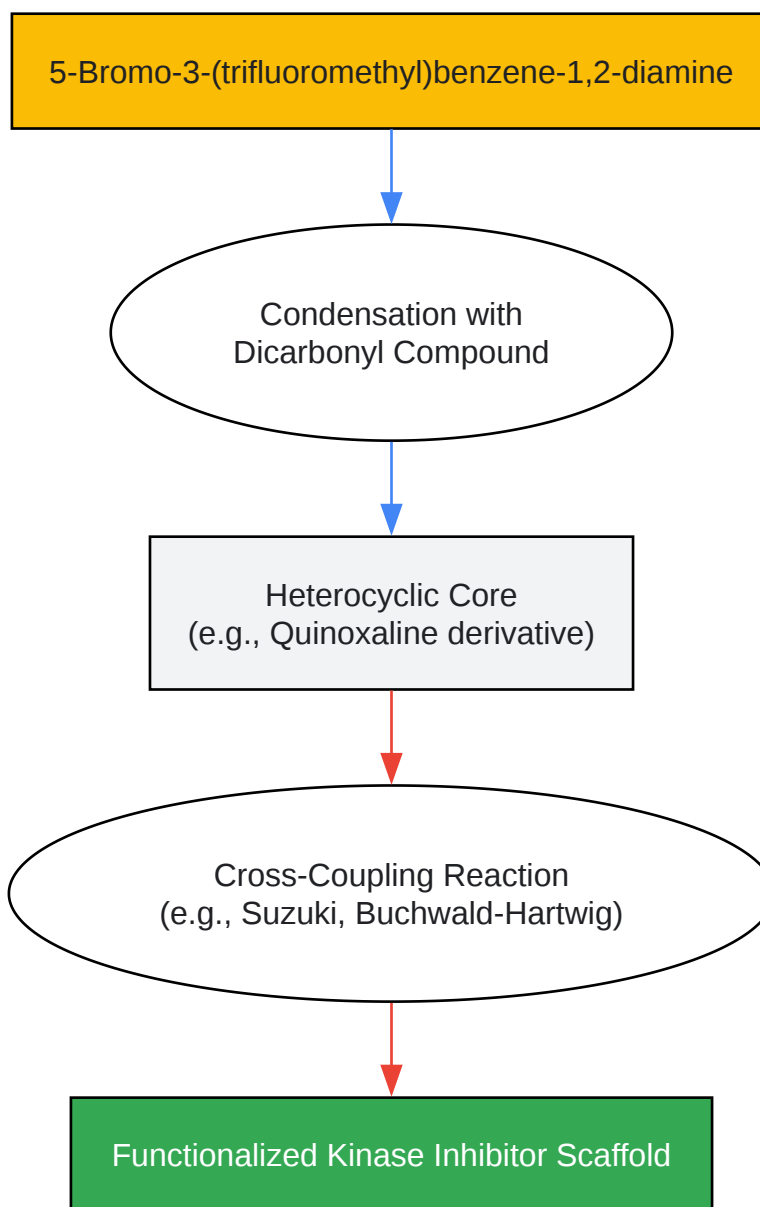 5-Bromo-3-(trifluoromethyl)benzene-1,2-diamine
Condensation with
Dicarbonyl Compound
Heterocyclic Core
(e.g., Quinoxaline derivative)
Cross-Coupling Reaction
(e.g., Suzuki, Buchwald-Hartwig)
Functionalized Kinase Inhibitor Scaffold